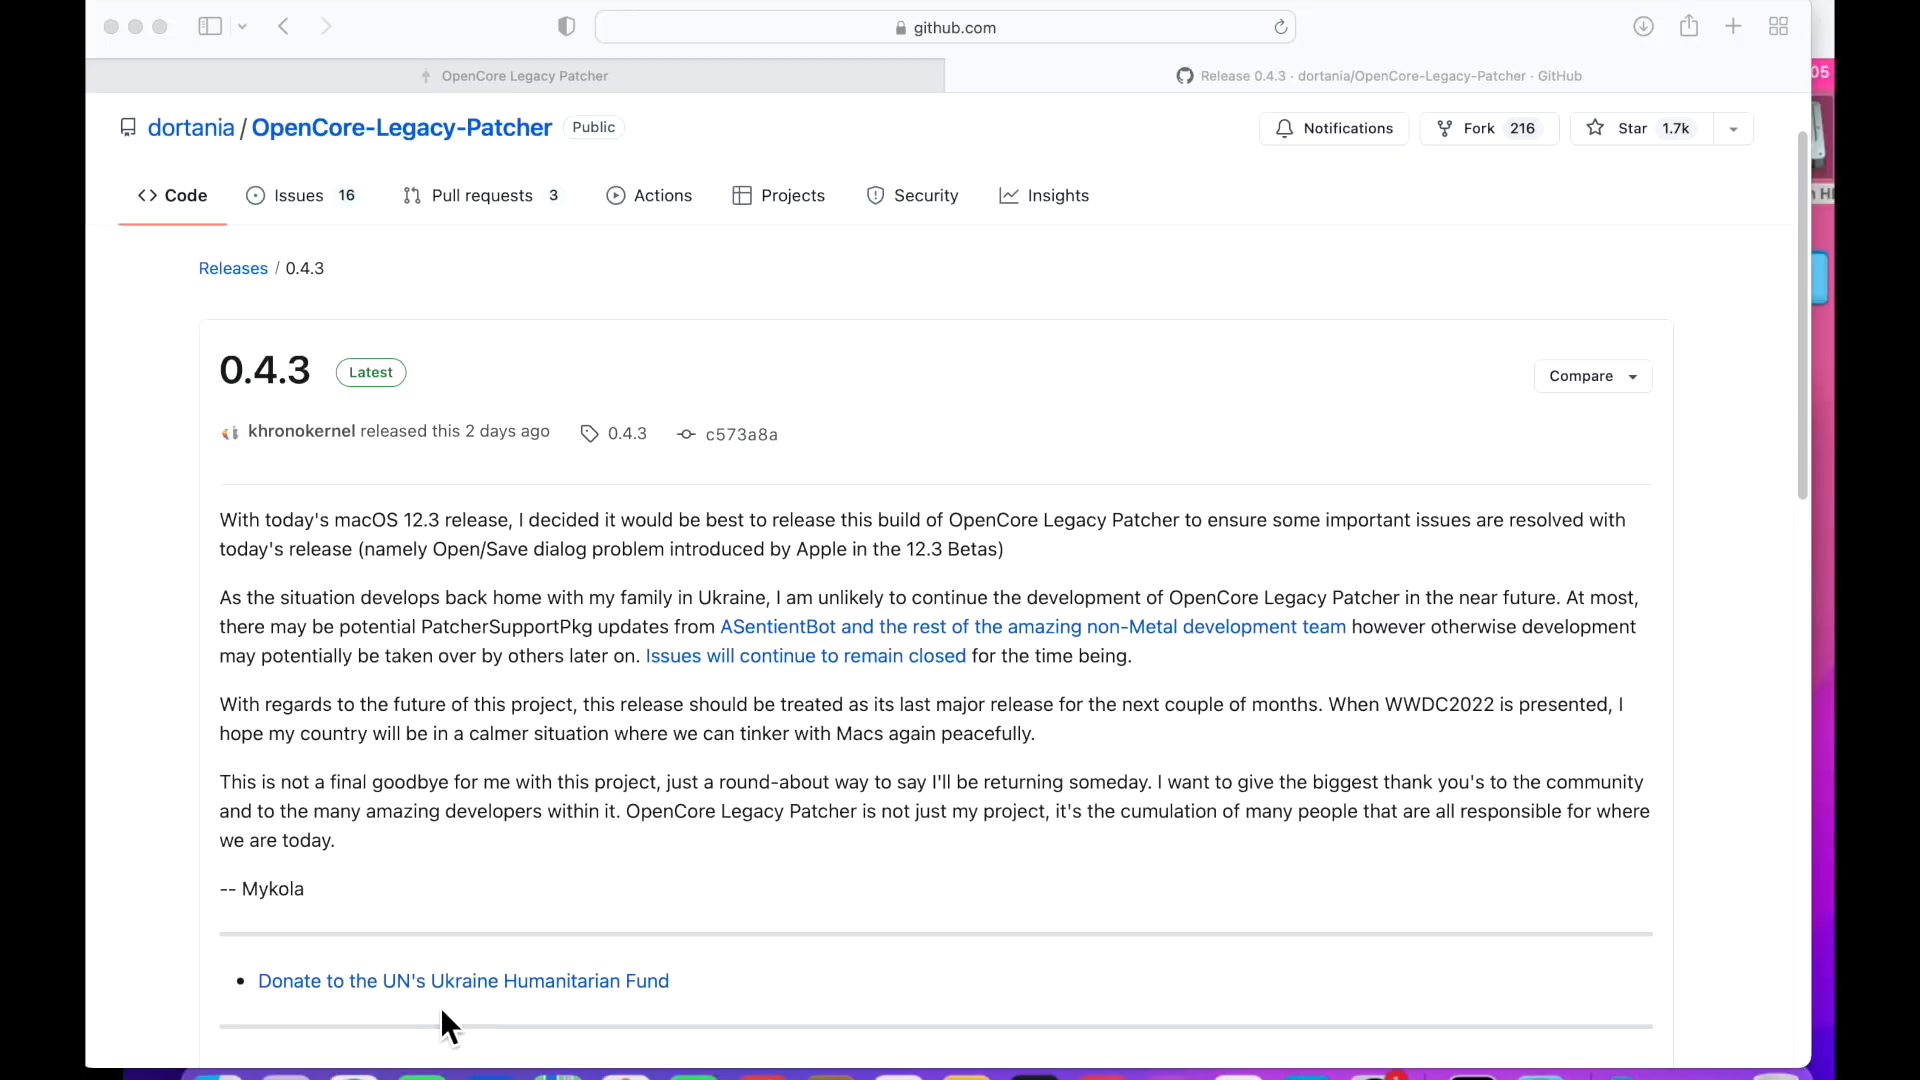 github.com
OpenCore Legacy Patcher
Release 0.4.3 · dortania/OpenCore-Legacy-Patcher · GitHub
05
dortania / OpenCore-Legacy-Patcher Public
Notifications Fork 216 Star 1.7k
Code Issues 16 Pull requests 3 Actions Projects Security Insights
Releases / 0.4.3
0.4.3 Latest
Compare
khronokernel released this 2 days ago 0.4.3 c573a8a
With today's macOS 12.3 release, I decided it would be best to release this build of OpenCore Legacy Patcher to ensure some important issues are resolved with
today's release (namely Open/Save dialog problem introduced by Apple in the 12.3 Betas)
As the situation develops back home with my family in Ukraine, I am unlikely to continue the development of OpenCore Legacy Patcher in the near future. At most,
there may be potential PatcherSupportPkg updates from ASentientBot and the rest of the amazing non-Metal development team however otherwise development
may potentially be taken over by others later on. Issues will continue to remain closed for the time being.
With regards to the future of this project, this release should be treated as its last major release for the next couple of months. When WWDC2022 is presented, I
hope my country will be in a calmer situation where we can tinker with Macs again peacefully.
This is not a final goodbye for me with this project, just a round-about way to say I'll be returning someday. I want to give the biggest thank you's to the community
and to the many amazing developers within it. OpenCore Legacy Patcher is not just my project, it's the cumulation of many people that are all responsible for where
we are today.
-- Mykola
• Donate to the UN's Ukraine Humanitarian Fund